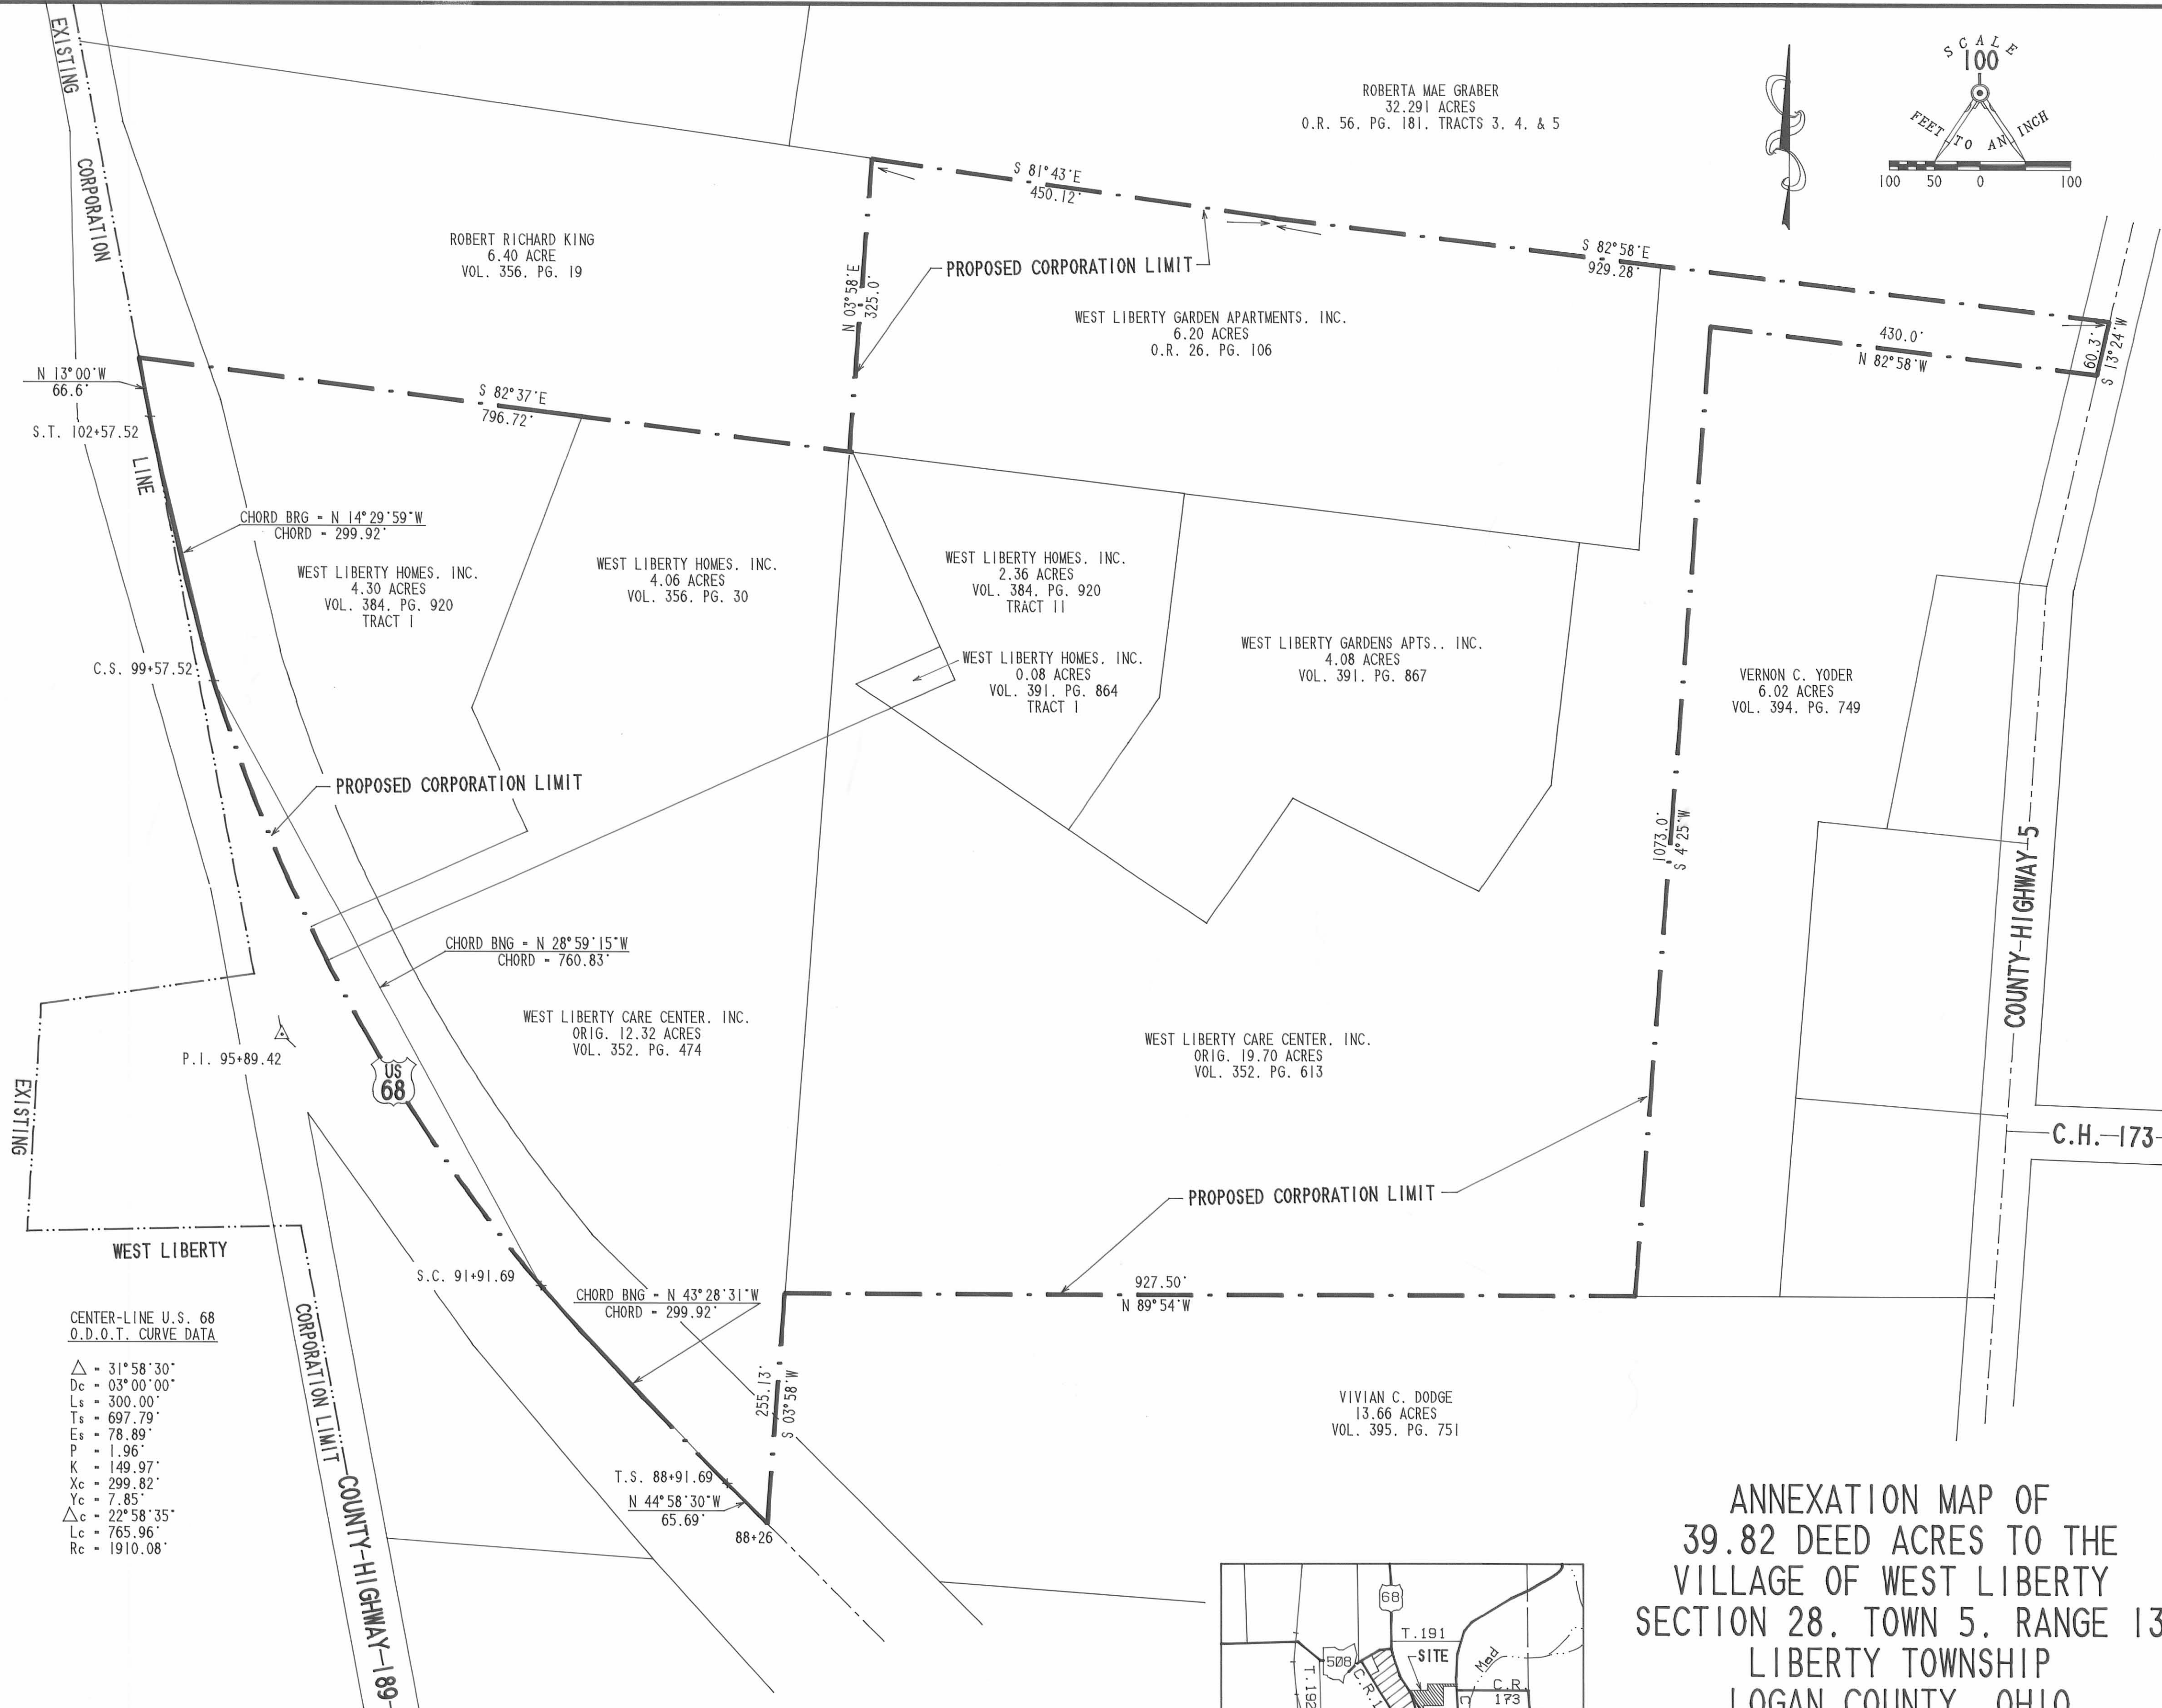 EXISTING
CORPORATION
LINE
ROBERTA MAE GRABER
32.291 ACRES
O.R. 56. PG. 181. TRACTS 3. 4. & 5
SCALE
100
FEET TO AN INCH
100 50 0 100
S 81°43'E
450.12'
S 82°58'E
929.28'
ROBERT RICHARD KING
6.40 ACRE
VOL. 356. PG. 19
N 03°58'E
325.0'
PROPOSED CORPORATION LIMIT
WEST LIBERTY GARDEN APARTMENTS. INC.
6.20 ACRES
O.R. 26. PG. 106
430.0'
N 82°58'W
60.3'
S 13°24'W
N 13°00'W
66.6'
S.T. 102+57.52
S 82°37'E
796.72'
CHORD BRG - N 14°29'59"W
CHORD - 299.92'
WEST LIBERTY HOMES. INC.
4.30 ACRES
VOL. 384. PG. 920
TRACT I
WEST LIBERTY HOMES. INC.
4.06 ACRES
VOL. 356. PG. 30
WEST LIBERTY HOMES. INC.
2.36 ACRES
VOL. 384. PG. 920
TRACT II
WEST LIBERTY HOMES. INC.
0.08 ACRES
VOL. 391. PG. 864
TRACT I
WEST LIBERTY GARDENS APTS.. INC.
4.08 ACRES
VOL. 391. PG. 867
VERNON C. YODER
6.02 ACRES
VOL. 394. PG. 749
C.S. 99+57.52
PROPOSED CORPORATION LIMIT
1073.0'
S 4°25'W
COUNTY-HIGHWAY-5
CHORD BNG - N 28°59'15"W
CHORD - 760.83'
WEST LIBERTY CARE CENTER. INC.
ORIG. 12.32 ACRES
VOL. 352. PG. 474
WEST LIBERTY CARE CENTER. INC.
ORIG. 19.70 ACRES
VOL. 352. PG. 613
P.I. 95+89.42
US
68
EXISTING
C.H.-173-
PROPOSED CORPORATION LIMIT
WEST LIBERTY
CORPORATION LIMIT
S.C. 91+91.69
CHORD BNG - N 43°28'31"W
CHORD - 299.92'
927.50'
N 89°54'W
CENTER-LINE U.S. 68
O.D.O.T. CURVE DATA
△ - 31°58'30"
Dc - 03°00'00"
Ls - 300.00'
Ts - 697.79'
Es - 78.89'
P - 1.96'
K - 149.97'
Xc - 299.82'
Yc - 7.85'
△c - 22°58'35"
Lc - 765.96'
Rc - 1910.08'
255.13'
S 03°58'W
VIVIAN C. DODGE
13.66 ACRES
VOL. 395. PG. 751
T.S. 88+91.69
N 44°58'30"W
65.69'
88+26
COUNTY-HIGHWAY-189-
68
T.191
SITE
508
T.192
C.R.1
Mad
C.R.
173
ANNEXATION MAP OF
39.82 DEED ACRES TO THE
VILLAGE OF WEST LIBERTY
SECTION 28. TOWN 5. RANGE 13
LIBERTY TOWNSHIP
LOGAN COUNTY. OHIO